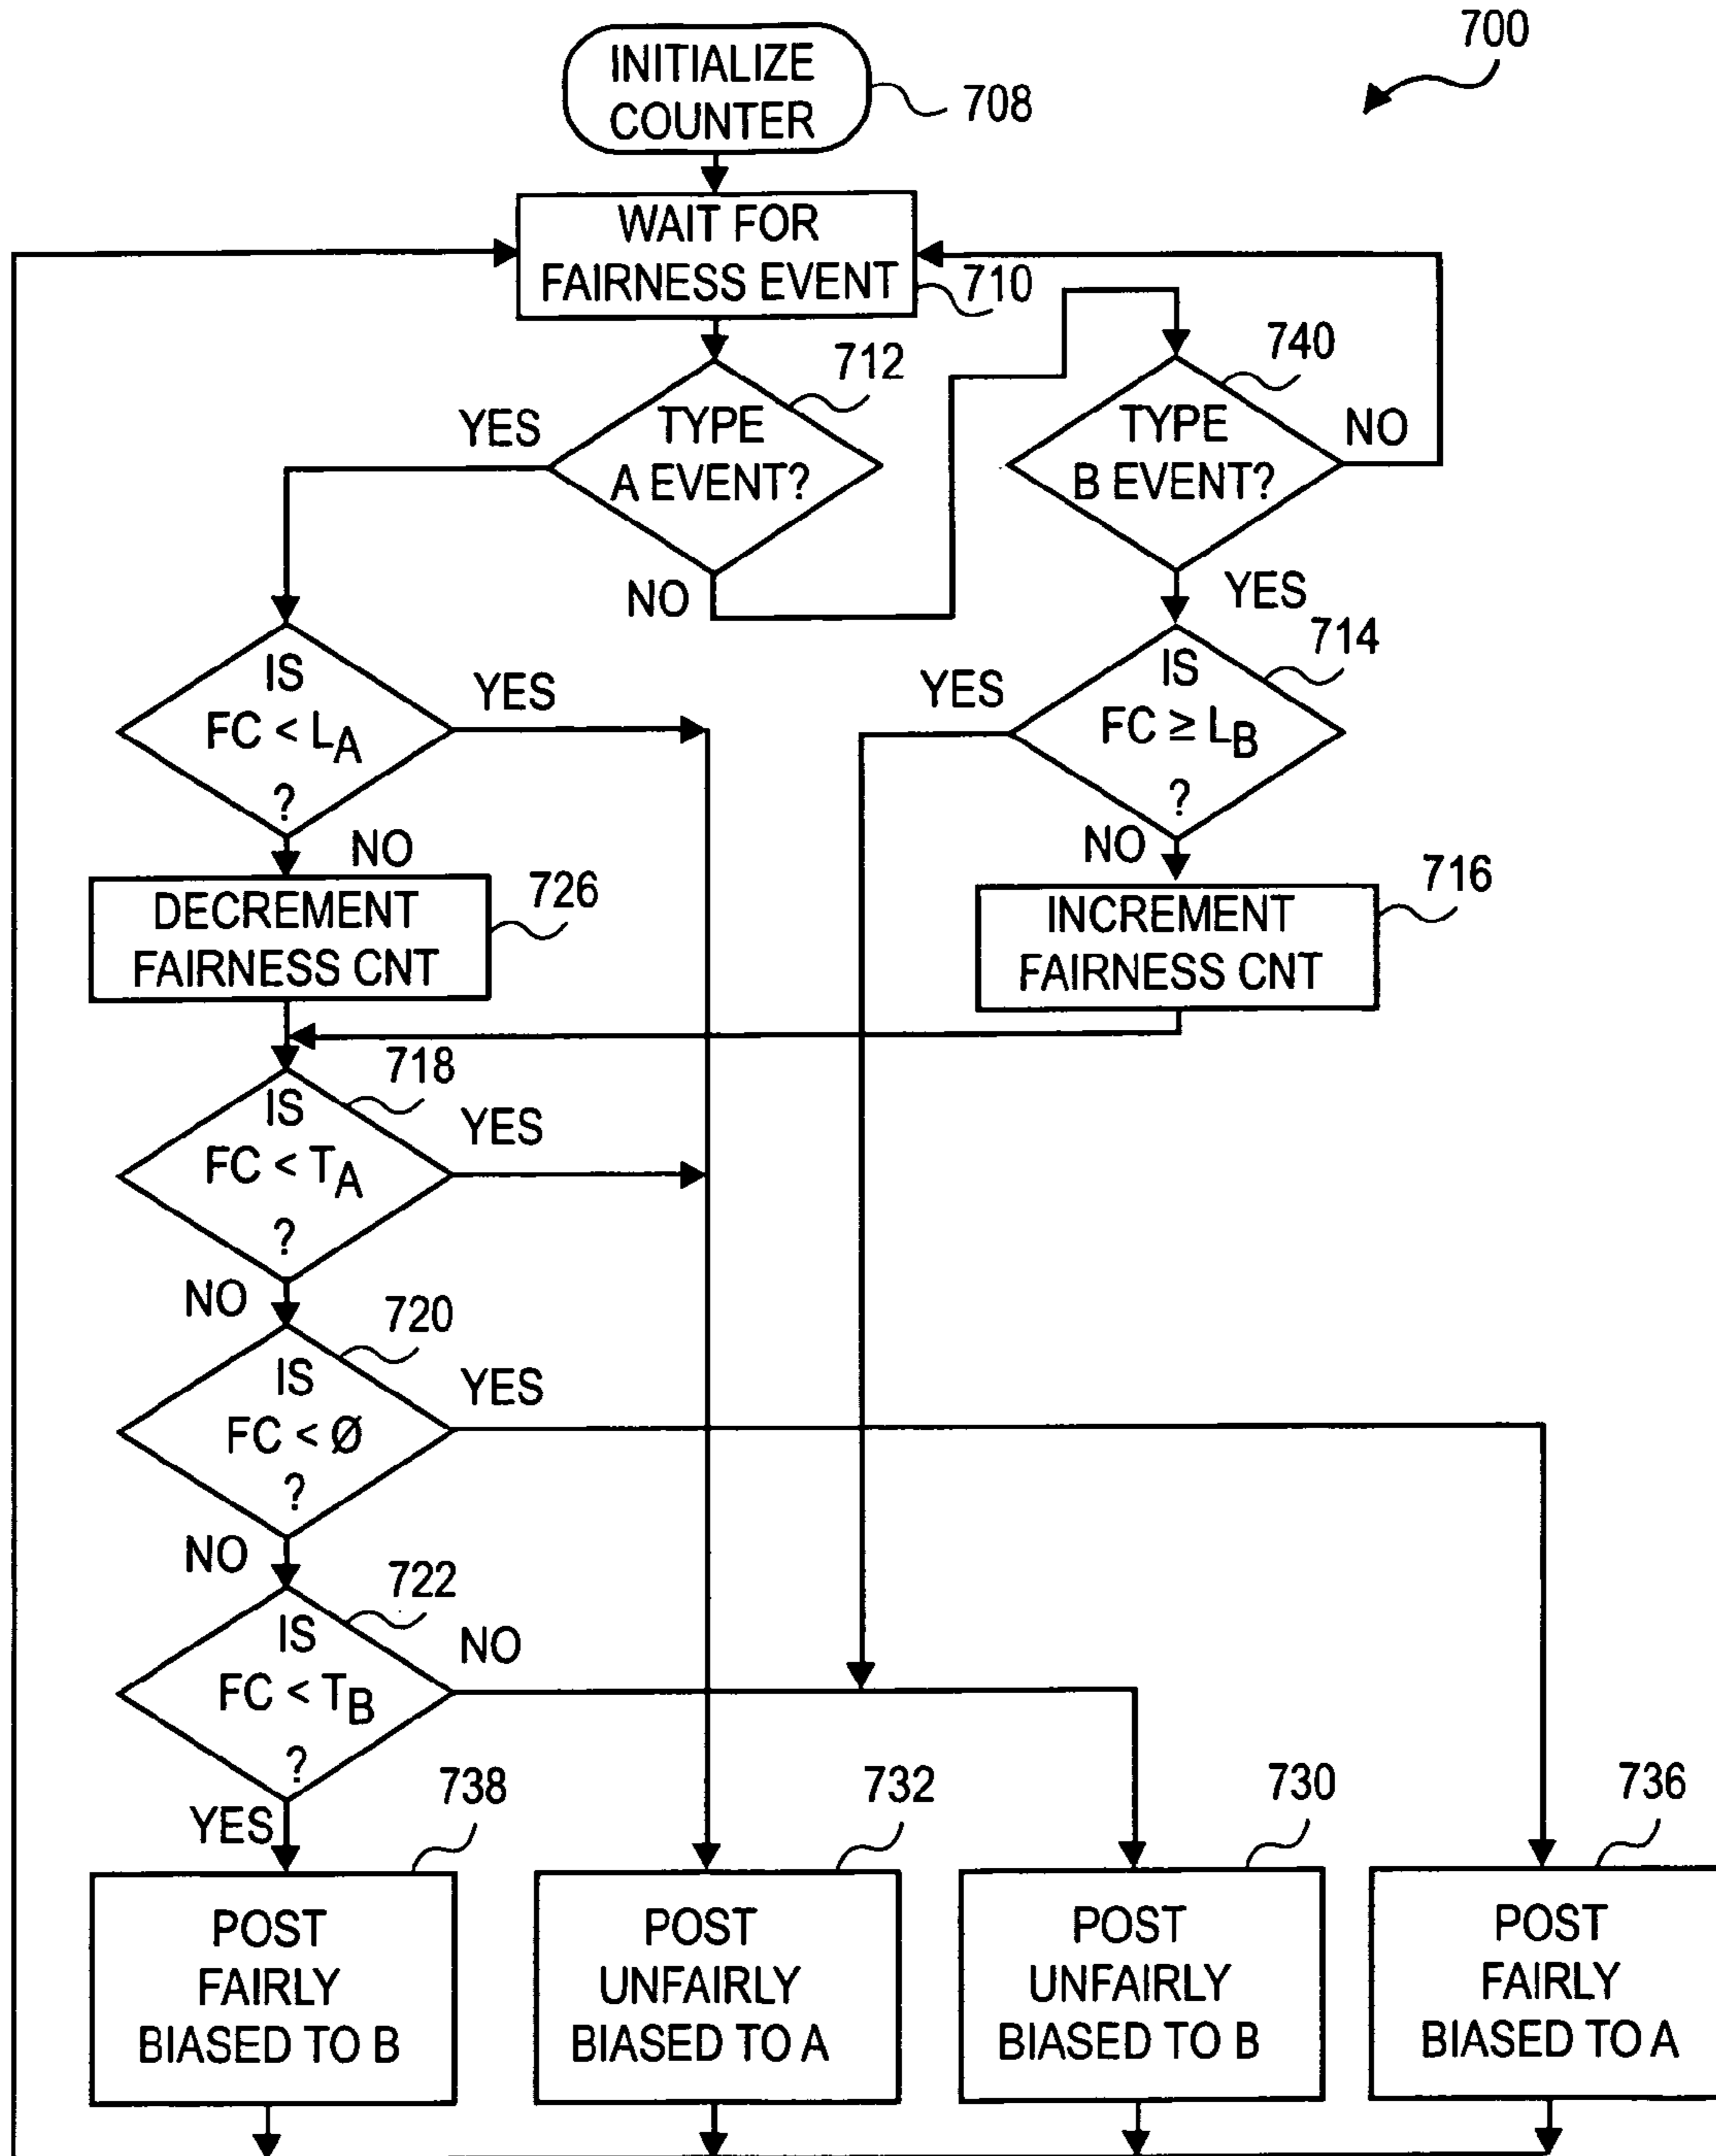 700
INITIALIZE
COUNTER
708
WAIT FOR
FAIRNESS EVENT
710
712
740
YES
TYPE
A EVENT?
NO
TYPE
B EVENT?
NO
YES
714
IS
FC < LA
?
YES
NO
YES
IS
FC ≥ LB
?
NO
DECREMENT
FAIRNESS CNT
726
INCREMENT
FAIRNESS CNT
716
718
IS
FC < TA
?
YES
NO
720
IS
FC < Ø
?
YES
NO
722
IS
FC < TB
?
NO
YES
738
732
730
736
POST
FAIRLY
BIASED TO B
POST
UNFAIRLY
BIASED TO A
POST
UNFAIRLY
BIASED TO B
POST
FAIRLY
BIASED TO A